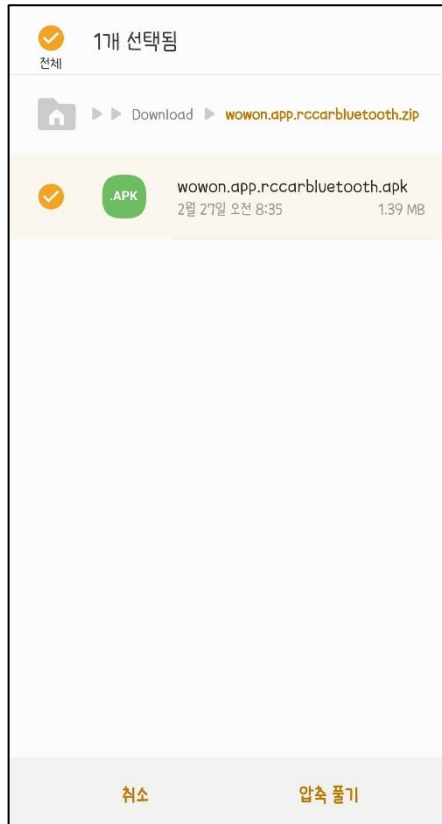 전체
1개 선택됨
Download
wowon.app.rccarbluetooth.zip
.APK
wowon.app.rccarbluetooth.apk
2월 27일 오전 8:35
1.39 MB
취소
압축 풀기